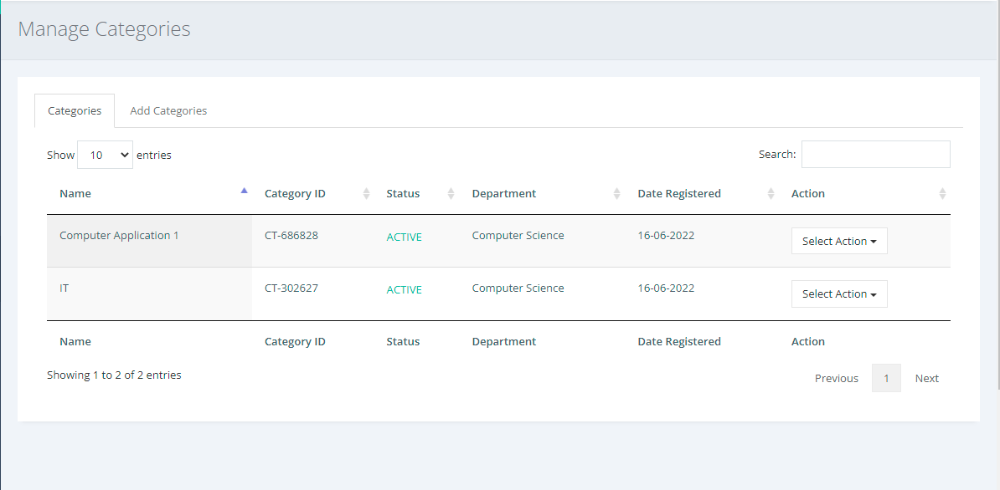 Manage Categories
Categories Add Categories
Show 10 entries Search:
Name Category ID Status Department Date Registered Action
Computer Application 1 CT-686828 ACTIVE Computer Science 16-06-2022 Select Action
IT CT-302627 ACTIVE Computer Science 16-06-2022 Select Action
Name Category ID Status Department Date Registered Action
Showing 1 to 2 of 2 entries Previous 1 Next